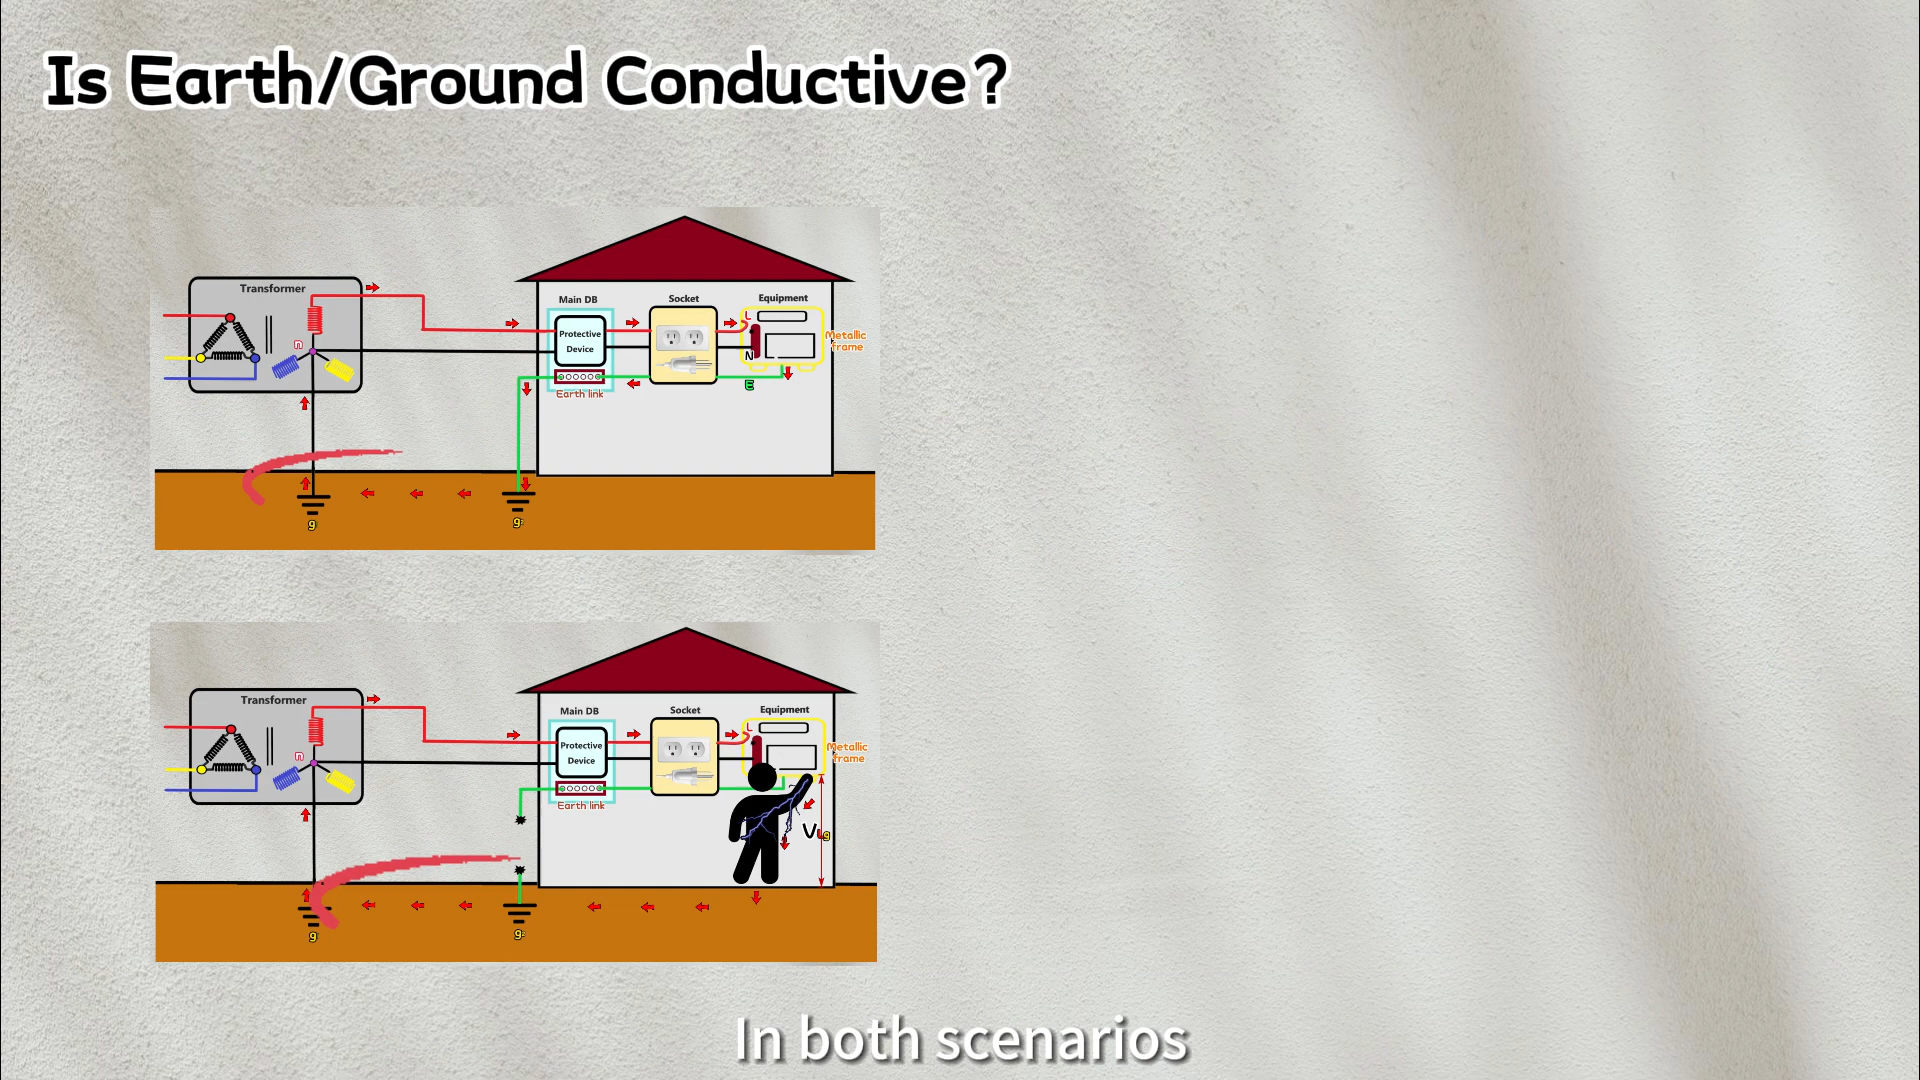 Is Earth/Ground Conductive?
Transformer
n
g
Main DB
Protective
Device
Earth link
Socket
Equipment
L
N
E
Metallic
frame
Transformer
n
g
Main DB
Protective
Device
Earth link
Socket
Equipment
L
Metallic
frame
VLg
In both scenarios